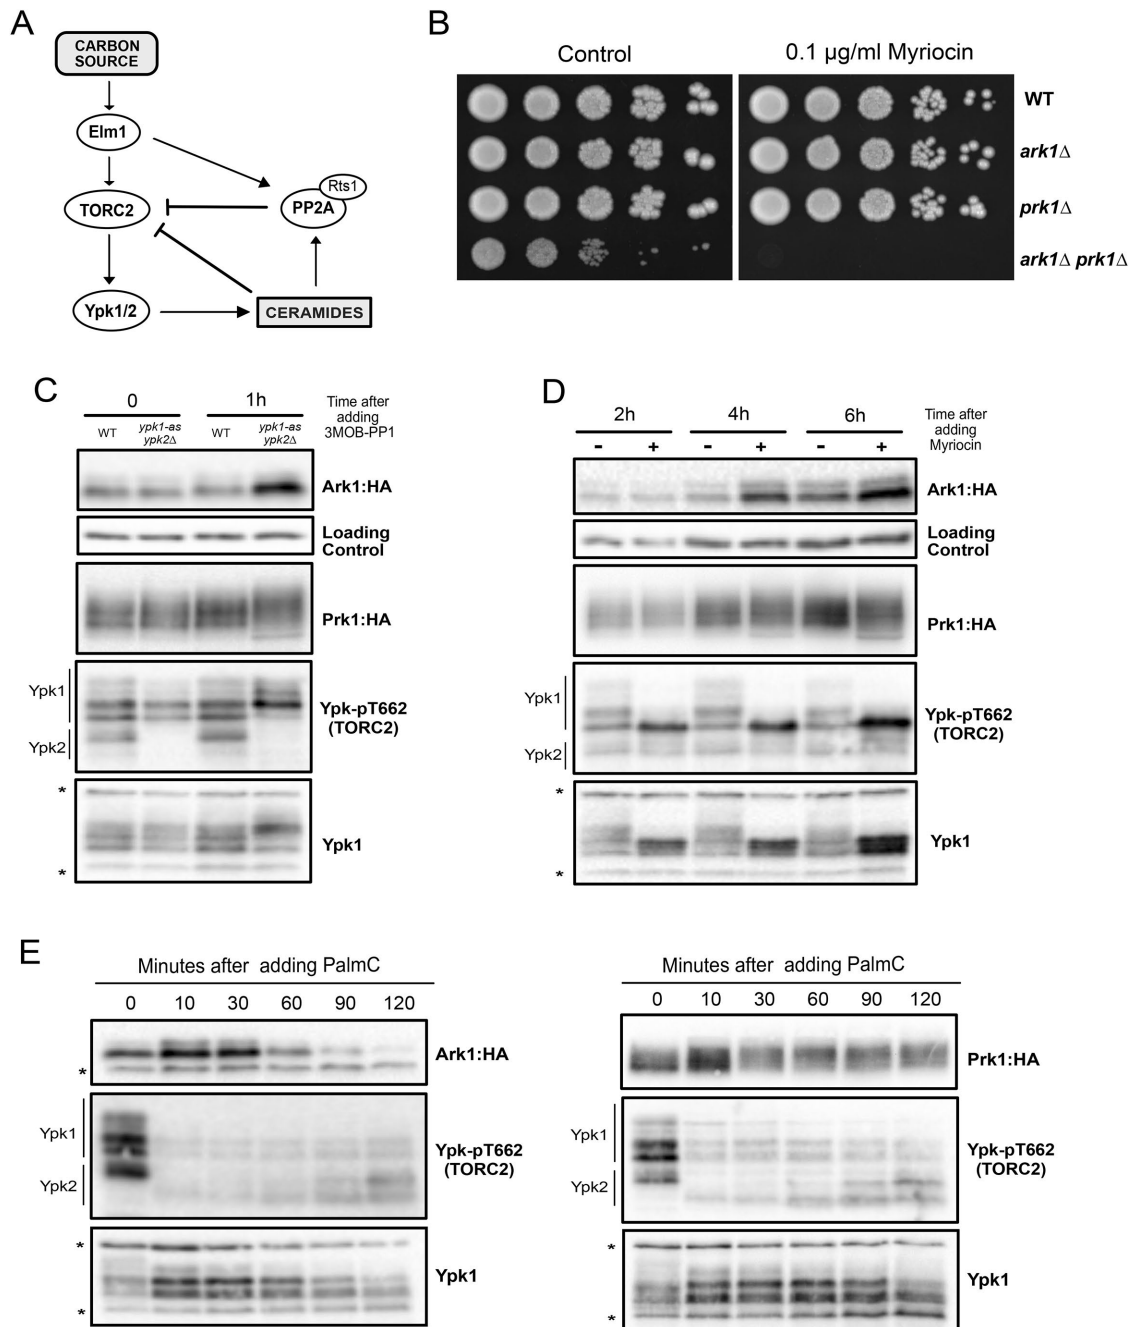 A
CARBON
SOURCE
Elm1
TORC2
Rts1
PP2A
Ypk1/2
CERAMIDES
B
Control
0.1 µg/ml Myriocin
WT
ark1Δ
prk1Δ
ark1Δ prk1Δ
C
0
1h
Time after
adding
3MOB-PP1
WT
ypk1-as
ypk2Δ
WT
ypk1-as
ypk2Δ
Ark1:HA
Loading
Control
Prk1:HA
Ypk1
Ypk2
Ypk-pT662
(TORC2)
*
Ypk1
*
D
2h
4h
6h
Time after
adding
Myriocin
- + - + - +
Ark1:HA
Loading
Control
Prk1:HA
Ypk1
Ypk2
Ypk-pT662
(TORC2)
*
Ypk1
*
E
Minutes after adding PalmC
0 10 30 60 90 120
Ark1:HA
*
Ypk1
Ypk2
Ypk-pT662
(TORC2)
*
Ypk1
*
Minutes after adding PalmC
0 10 30 60 90 120
Prk1:HA
Ypk1
Ypk2
Ypk-pT662
(TORC2)
*
Ypk1
*